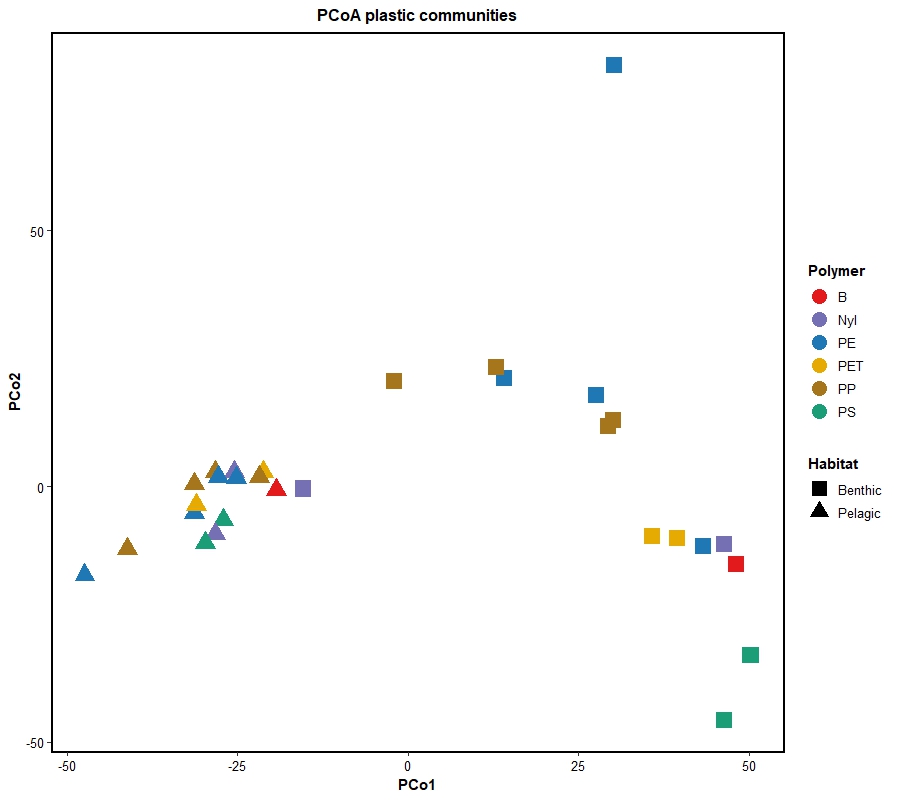 PCoA plastic communities
PCo2
50
0
-50
-50
-25
0
25
50
PCo1
Polymer
B
Nyl
PE
PET
PP
PS
Habitat
Benthic
Pelagic